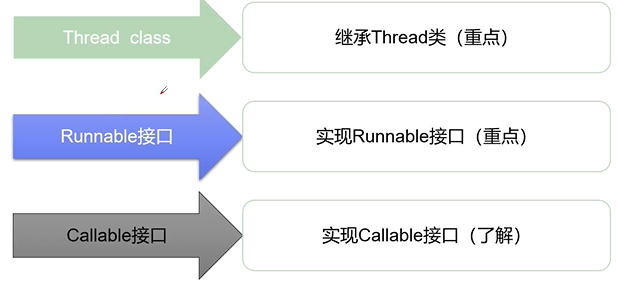 Thread class
继承Thread类（重点）
Runnable接口
实现Runnable接口（重点）
Callable接口
实现Callable接口（了解）